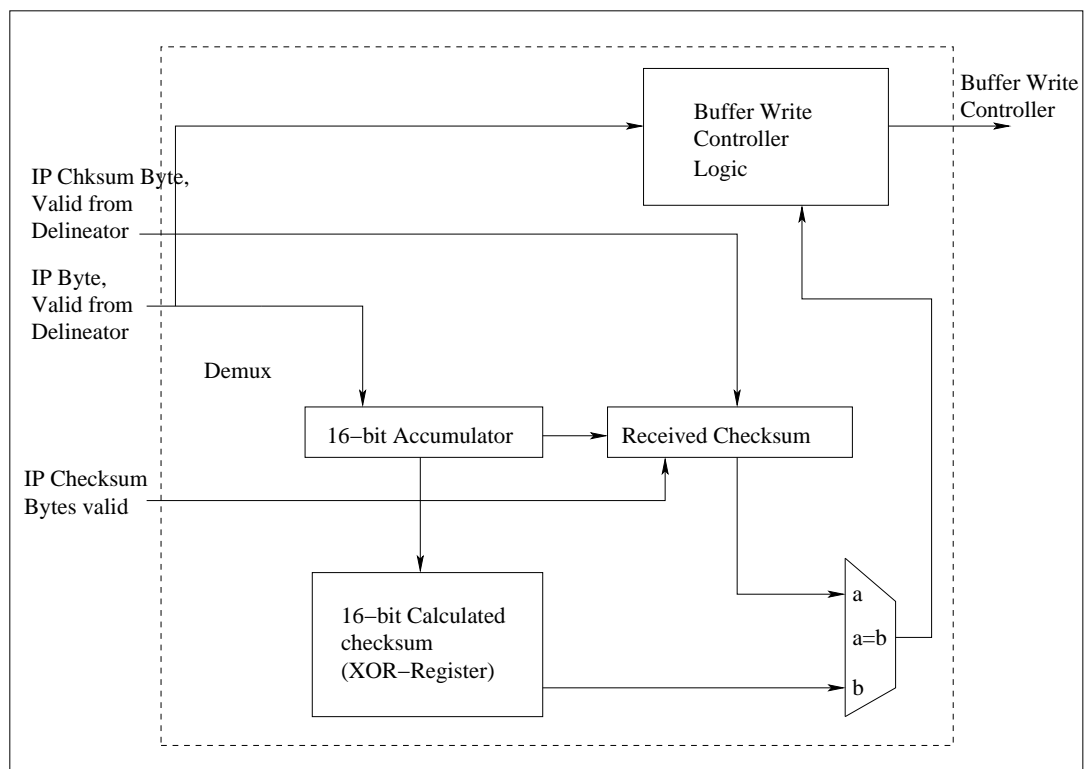 Buffer Write
Controller
Buffer Write
Controller
Logic
IP Chksum Byte,
Valid from
Delineator
IP Byte,
Valid from
Delineator
Demux
16−bit Accumulator
Received Checksum
IP Checksum
Bytes valid
16−bit Calculated
checksum
(XOR−Register)
a
a=b
b